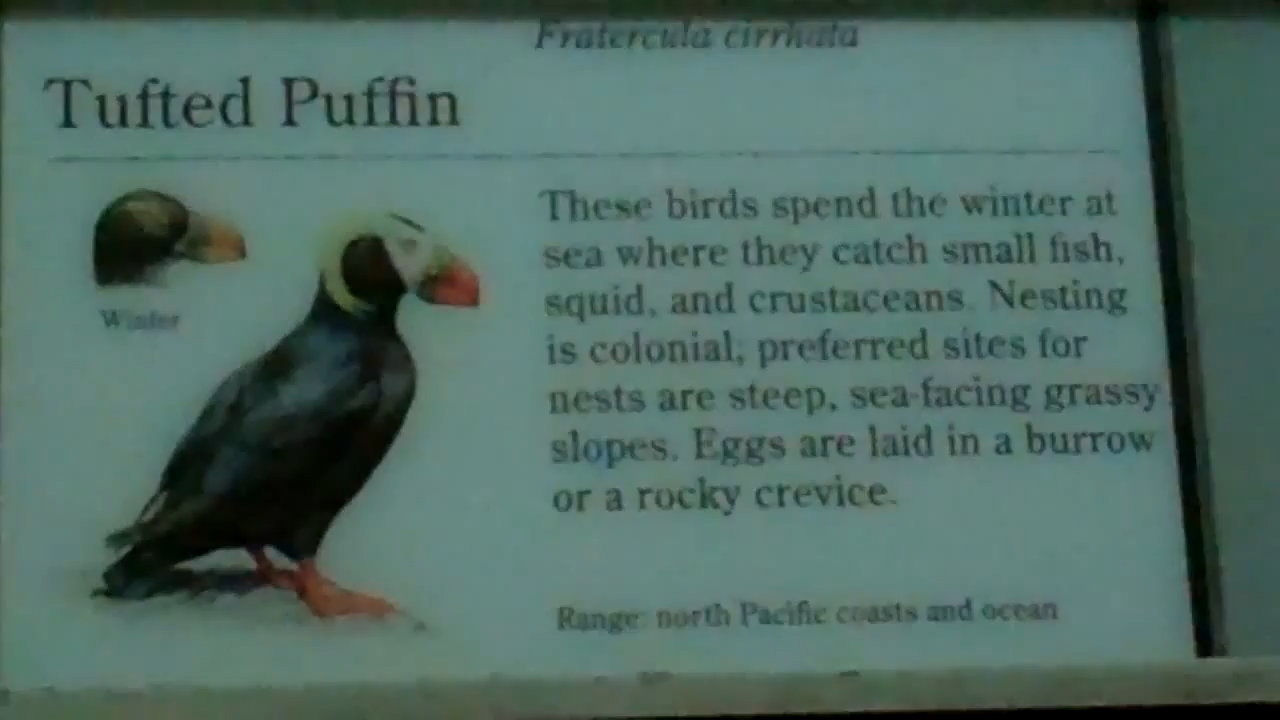 Fratercula cirrhata
Tufted Puffin
Winter
These birds spend the winter at
sea where they catch small fish,
squid, and crustaceans. Nesting
is colonial; preferred sites for
nests are steep, sea-facing grassy
slopes. Eggs are laid in a burrow
or a rocky crevice.
Range: north Pacific coasts and ocean